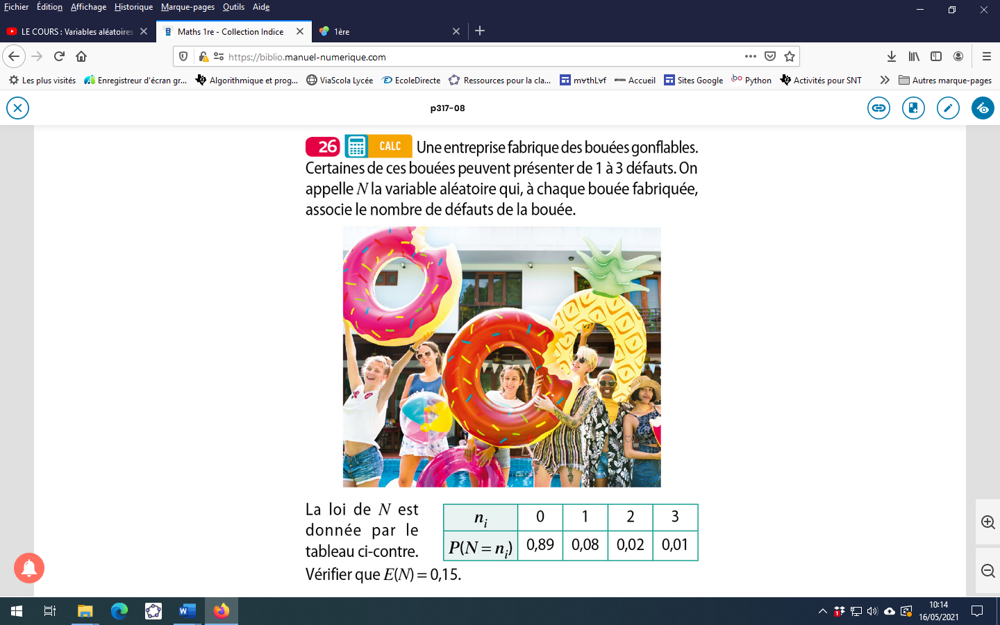 Fichier Édition Affichage Historique Marque-pages Outils Aide
LE COURS : Variables aléatoires
Maths 1re - Collection Indice
1ère
https://biblio.manuel-numerique.com
Les plus visités
Enregistreur d'écran gr...
Algorithmique et prog...
ViaScola Lycée
EcoleDirecte
Ressources pour la cla...
m∀thL∀f
Accueil
Sites Google
Python
Activités pour SNT
Autres marque-pages
p317-08
26 CALC Une entreprise fabrique des bouées gonflables.
Certaines de ces bouées peuvent présenter de 1 à 3 défauts. On
appelle N la variable aléatoire qui, à chaque bouée fabriquée,
associe le nombre de défauts de la bouée.
La loi de N est
donnée par le
tableau ci-contre.
n_i 0 1 2 3
P(N = n_i) 0,89 0,08 0,02 0,01
Vérifier que E(N) = 0,15.
10:14
16/05/2021